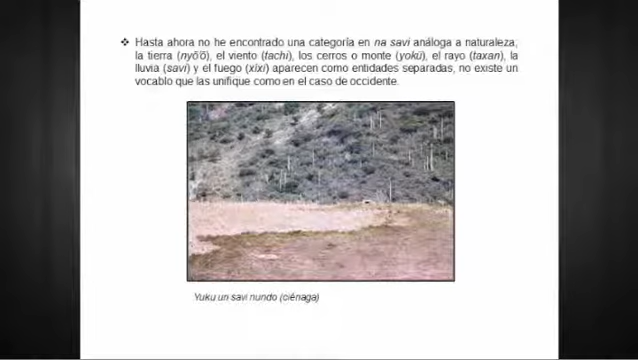 ❖ Hasta ahora no he encontrado una categoría en na savi análoga a naturaleza,
la tierra (nyō'ō), el viento (tachi), los cerros o monte (yokü), el rayo (taxan), la
lluvia (savi) y el fuego (xixi) aparecen como entidades separadas, no existe un
vocablo que las unifique como en el caso de occidente.
Yuku un savi nundo (ciénaga)